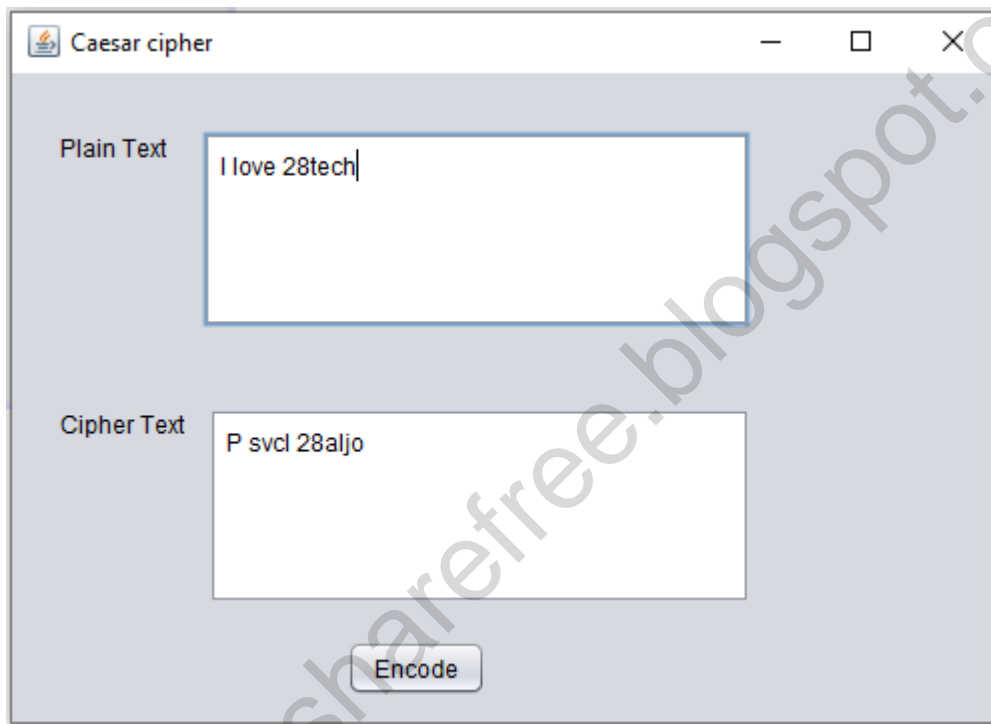 Caesar cipher
Plain Text
I love 28tech
Cipher Text
P svcl 28aljo
Encode
sharefree.blogspot.c